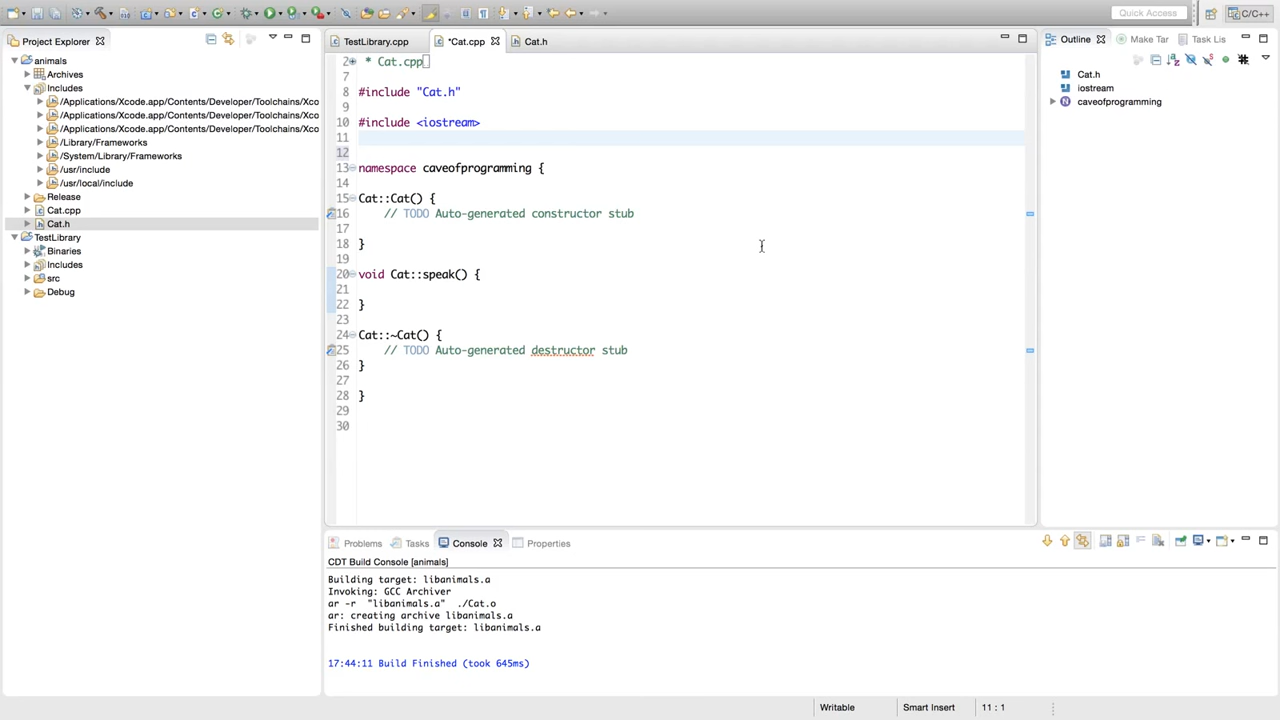 Quick Access
C/C++
Project Explorer
animals
Archives
Includes
/Applications/Xcode.app/Contents/Developer/Toolchains/Xco
/Applications/Xcode.app/Contents/Developer/Toolchains/Xco
/Applications/Xcode.app/Contents/Developer/Toolchains/Xco
/Library/Frameworks
/System/Library/Frameworks
/usr/include
/usr/local/include
Release
Cat.cpp
Cat.h
TestLibrary
Binaries
Includes
src
Debug
TestLibrary.cpp
*Cat.cpp
Cat.h
2 * Cat.cpp
7
8 #include "Cat.h"
9
10 #include <iostream>
11
12
13 namespace caveofprogramming {
14
15 Cat::Cat() {
16 // TODO Auto-generated constructor stub
17
18 }
19
20 void Cat::speak() {
21
22 }
23
24 Cat::~Cat() {
25 // TODO Auto-generated destructor stub
26 }
27
28 }
29
30
Outline
Make Tar
Task Lis
Cat.h
iostream
caveofprogramming
Problems
Tasks
Console
Properties
CDT Build Console [animals]
Building target: libanimals.a
Invoking: GCC Archiver
ar -r "libanimals.a" ./Cat.o
ar: creating archive libanimals.a
Finished building target: libanimals.a
17:44:11 Build Finished (took 645ms)
Writable
Smart Insert
11 : 1